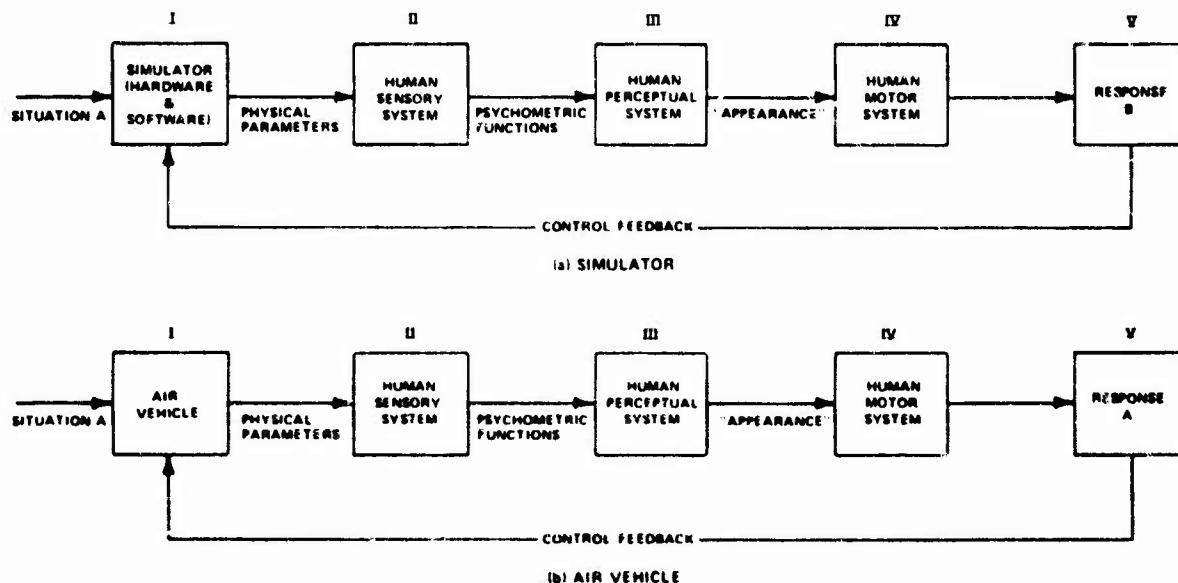 I II III IV V
SIMULATOR
(HARDWARE
&
SOFTWARE)
HUMAN
SENSORY
SYSTEM
HUMAN
PERCEPTUAL
SYSTEM
HUMAN
MOTOR
SYSTEM
RESPONSE
B
SITUATION A
PHYSICAL
PARAMETERS
PSYCHOMETRIC
FUNCTIONS
"APPEARANCE"
CONTROL FEEDBACK
(a) SIMULATOR
I II III IV V
AIR
VEHICLE
HUMAN
SENSORY
SYSTEM
HUMAN
PERCEPTUAL
SYSTEM
HUMAN
MOTOR
SYSTEM
RESPONSE
A
SITUATION A
PHYSICAL
PARAMETERS
PSYCHOMETRIC
FUNCTIONS
"APPEARANCE"
CONTROL FEEDBACK
(b) AIR VEHICLE